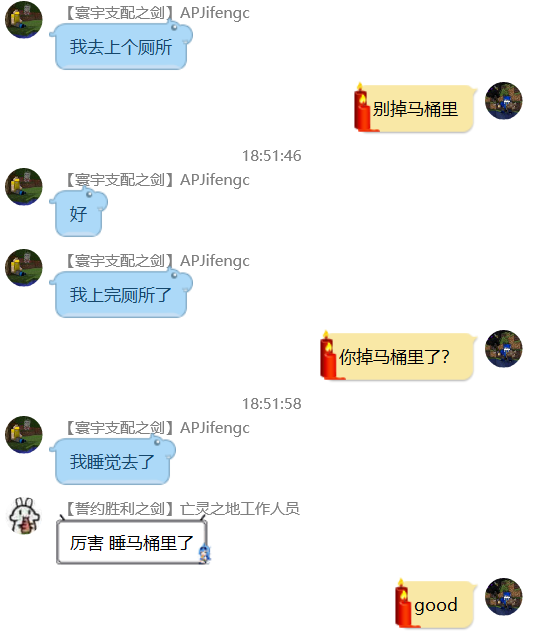 【寰宇支配之剑】APJifengc
我去上个厕所
别掉马桶里
18:51:46
【寰宇支配之剑】APJifengc
好
【寰宇支配之剑】APJifengc
我上完厕所了
你掉马桶里了？
18:51:58
【寰宇支配之剑】APJifengc
我睡觉去了
【誓约胜利之剑】亡灵之地工作人员
厉害 睡马桶里了
good